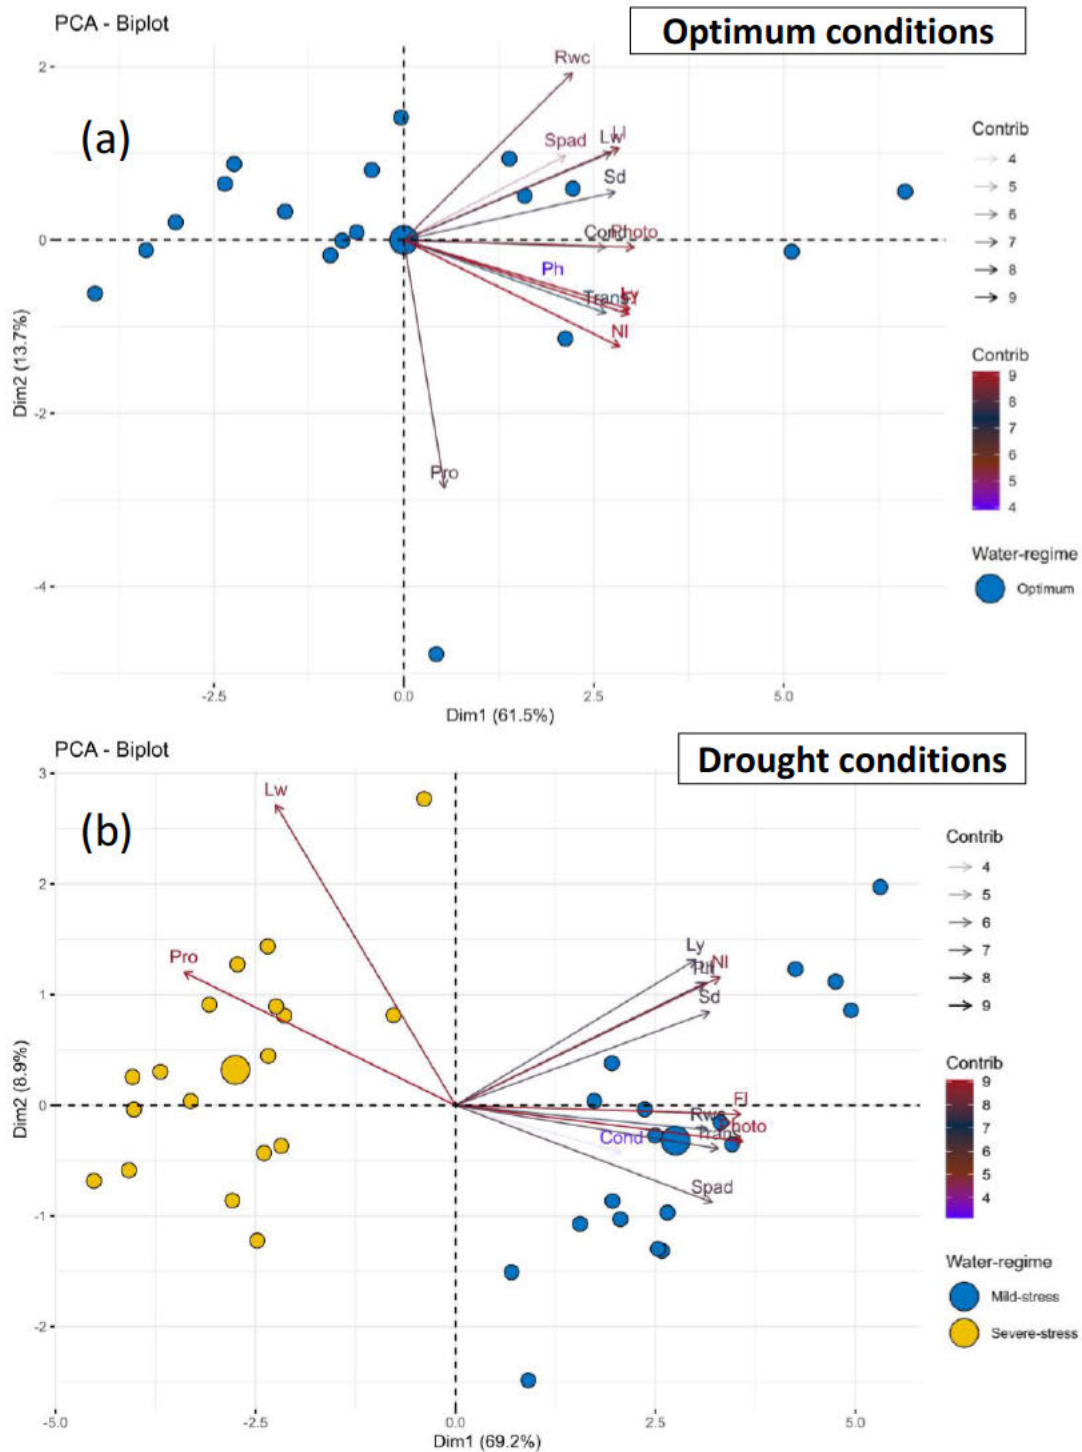 PCA - Biplot
Optimum conditions
(a)
2
0
-2
-4
Dim2 (13.7%)
Rwc
Spad
Lw
Sd
Cond
Photo
Ph
Trans
Ly
Nl
Pro
-2.5
0.0
2.5
5.0
Dim1 (61.5%)
Contrib
4
5
6
7
8
9
Contrib
9
8
7
6
5
4
Water-regime
Optimum
PCA - Biplot
Drought conditions
(b)
3
2
1
0
-1
-2
Dim2 (8.9%)
Lw
Pro
Ly
Nl
Sd
Fl
Rwc
Photo
Cond
Trans
Spad
-5.0
-2.5
0.0
2.5
5.0
Dim1 (69.2%)
Contrib
4
5
6
7
8
9
Contrib
9
8
7
6
5
4
Water-regime
Mild-stress
Severe-stress